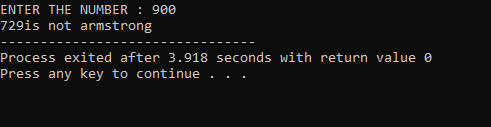 ENTER THE NUMBER : 900
729is not armstrong
--------------------------------
Process exited after 3.918 seconds with return value 0
Press any key to continue . . .